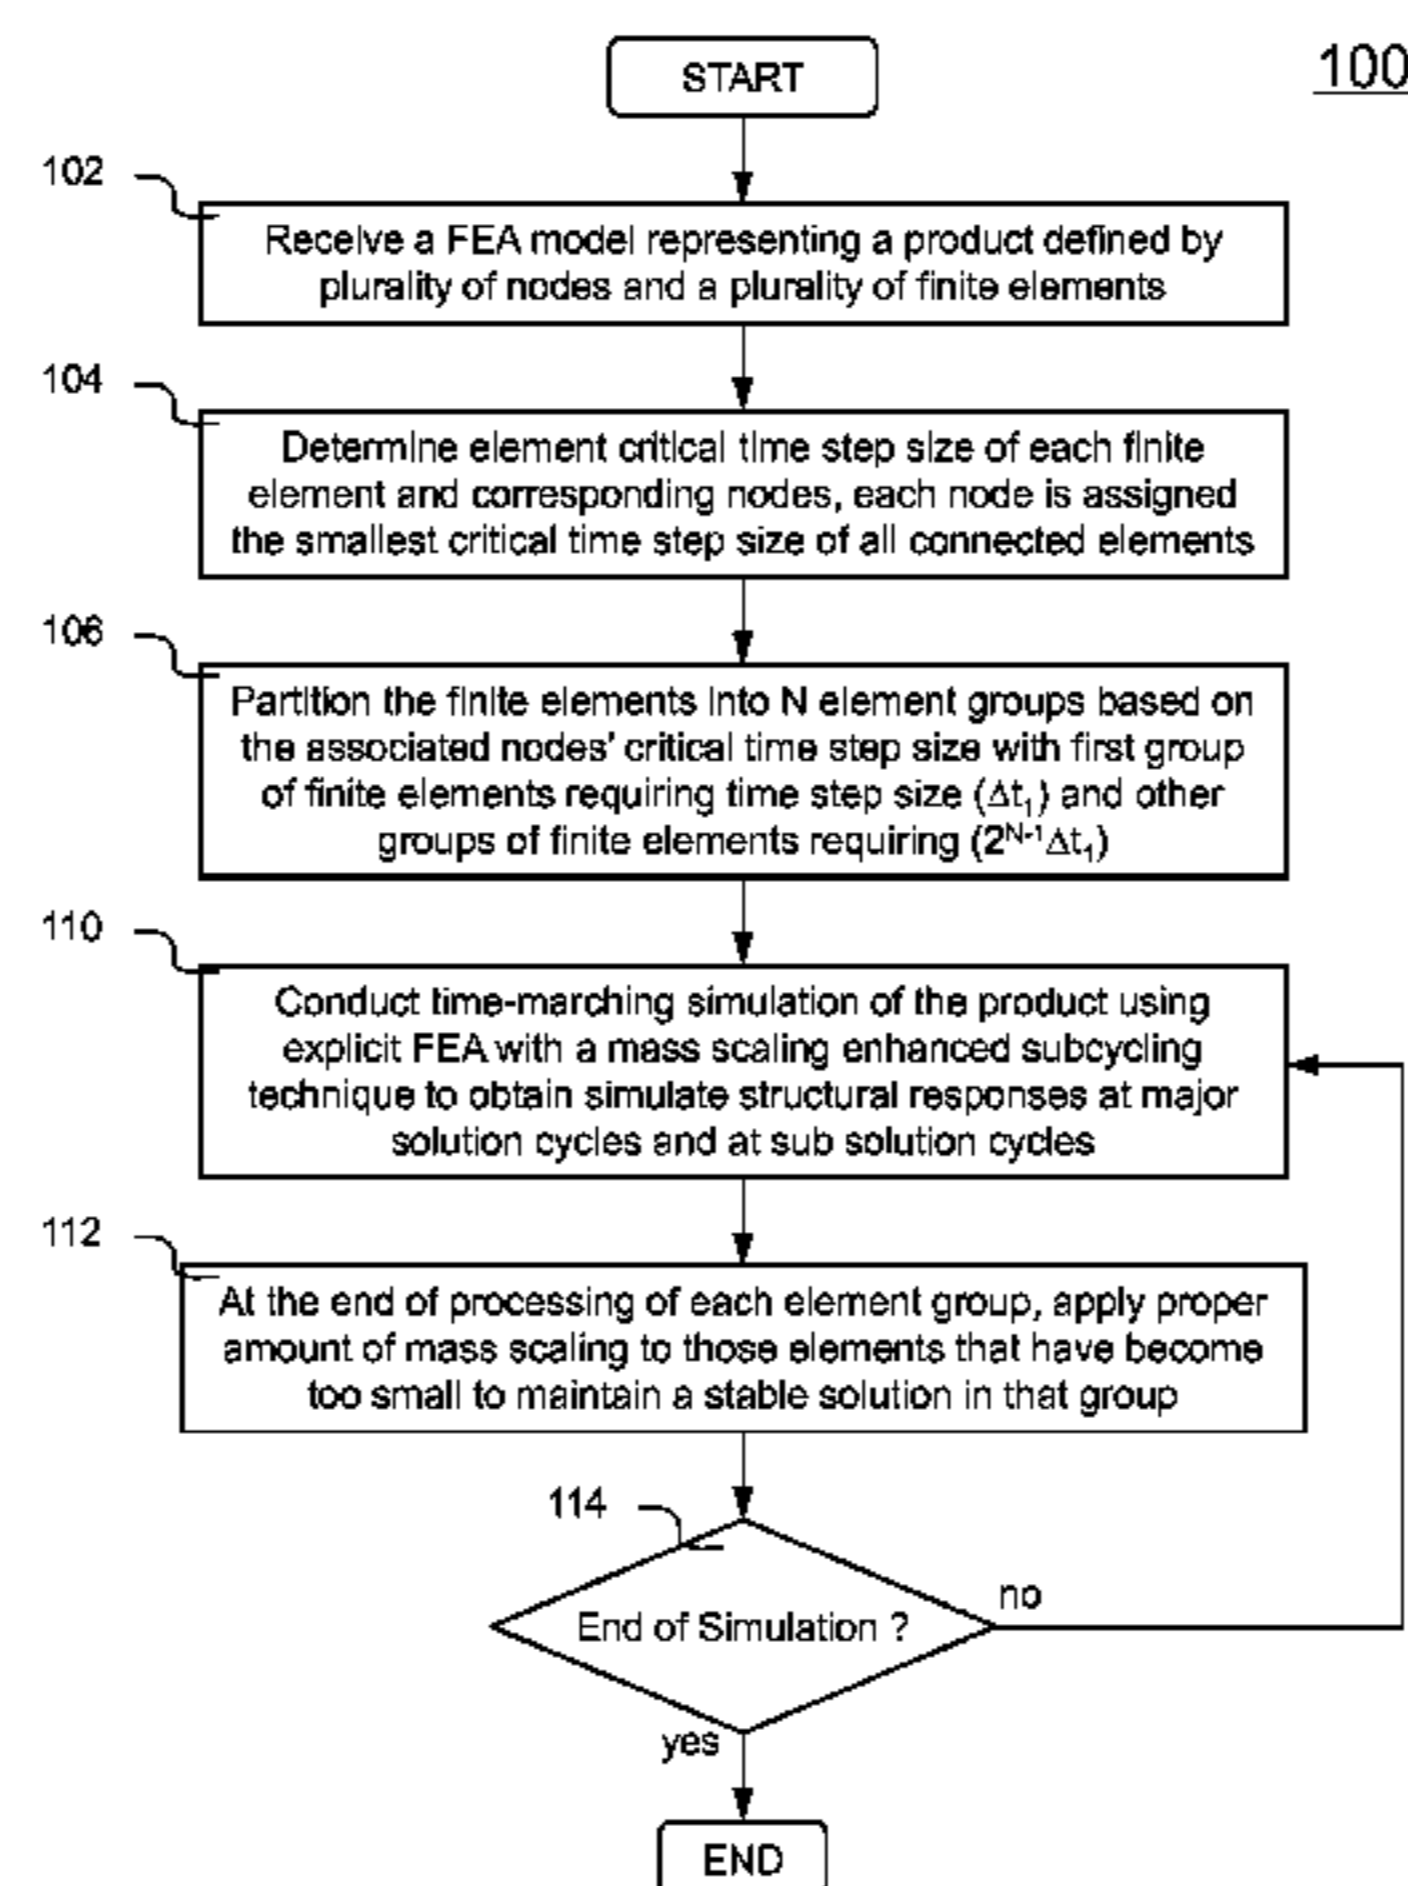 START
100
102
Receive a FEA model representing a product defined by
plurality of nodes and a plurality of finite elements
104
Determine element critical time step size of each finite
element and corresponding nodes, each node is assigned
the smallest critical time step size of all connected elements
106
Partition the finite elements into N element groups based on
the associated nodes' critical time step size with first group
of finite elements requiring time step size (Δt₁) and other
groups of finite elements requiring (2ᴺ⁻¹Δt₁)
110
Conduct time-marching simulation of the product using
explicit FEA with a mass scaling enhanced subcycling
technique to obtain simulate structural responses at major
solution cycles and at sub solution cycles
112
At the end of processing of each element group, apply proper
amount of mass scaling to those elements that have become
too small to maintain a stable solution in that group
114
End of Simulation ?
no
yes
END